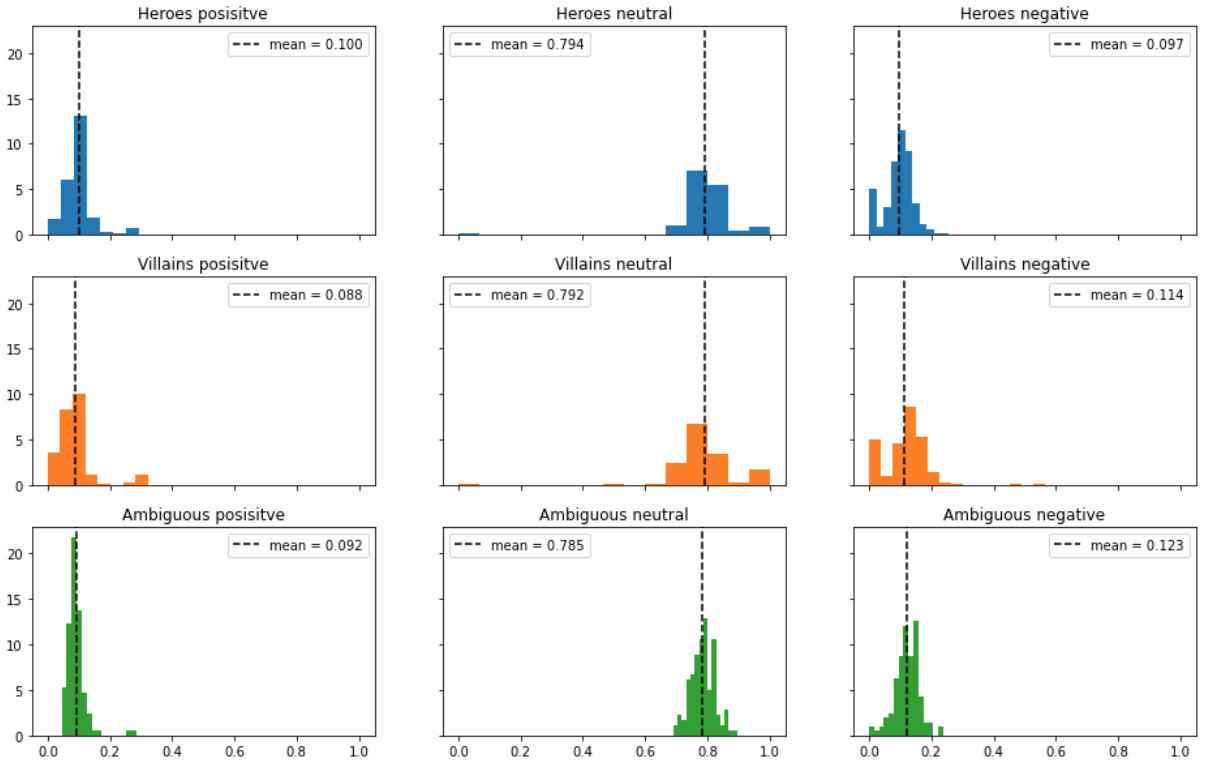 Heroes posisitve
Heroes neutral
Heroes negative
mean = 0.100
mean = 0.794
mean = 0.097
20
15
10
5
0
Villains posisitve
Villains neutral
Villains negative
mean = 0.088
mean = 0.792
mean = 0.114
20
15
10
5
0
Ambiguous posisitve
Ambiguous neutral
Ambiguous negative
mean = 0.092
mean = 0.785
mean = 0.123
20
15
10
5
0
0.0 0.2 0.4 0.6 0.8 1.0
0.0 0.2 0.4 0.6 0.8 1.0
0.0 0.2 0.4 0.6 0.8 1.0